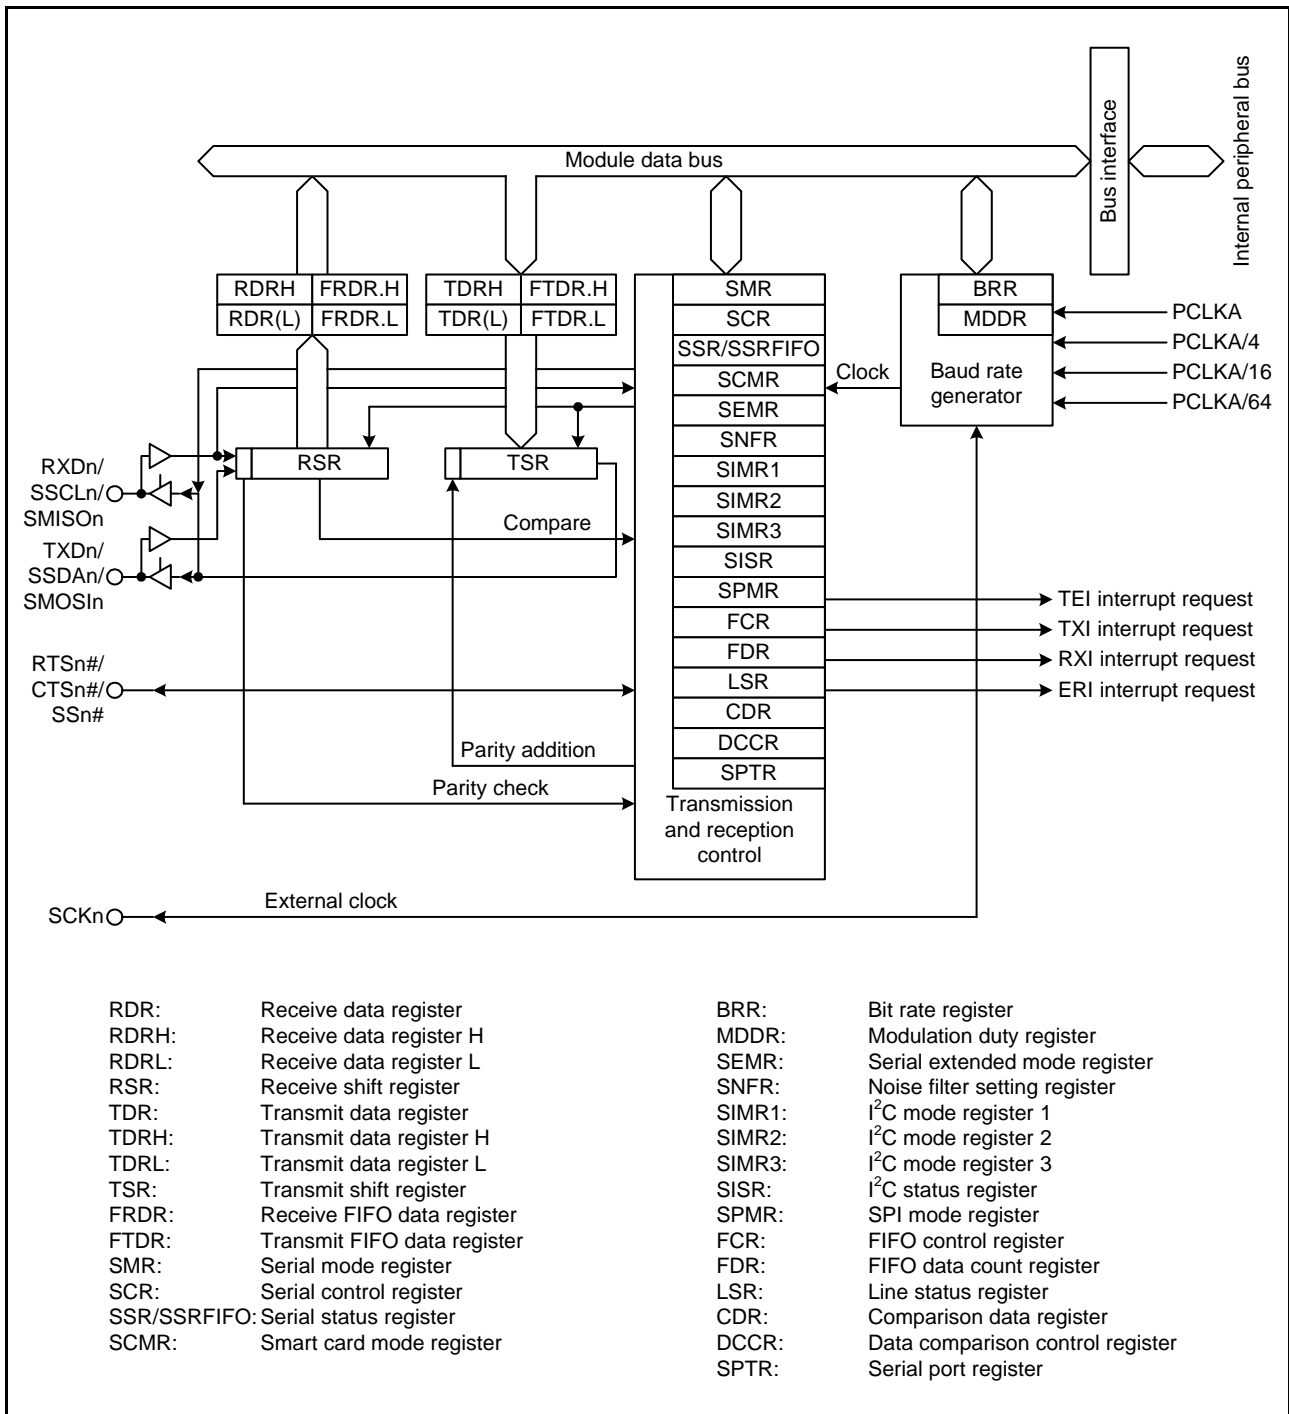 Internal peripheral bus
Bus interface
Module data bus
RDRH FRDR.H
RDR(L) FRDR.L
TDRH FTDR.H
TDR(L) FTDR.L
SMR
SCR
SSR/SSRFIFO
SCMR
SEMR
SNFR
SIMR1
SIMR2
SIMR3
SISR
SPMR
FCR
FDR
LSR
CDR
DCCR
SPTR
Transmission
and reception
control
BRR
MDDR
Baud rate
generator
Clock
PCLKA
PCLKA/4
PCLKA/16
PCLKA/64
RSR
TSR
RXDn/
SSCLn/
SMISOn
TXDn/
SSDAn/
SMOSIn
Compare
TEI interrupt request
TXI interrupt request
RXI interrupt request
ERI interrupt request
RTSn#/
CTSn#/
SSn#
Parity addition
Parity check
External clock
SCKn
RDR: Receive data register
RDRH: Receive data register H
RDRL: Receive data register L
RSR: Receive shift register
TDR: Transmit data register
TDRH: Transmit data register H
TDRL: Transmit data register L
TSR: Transmit shift register
FRDR: Receive FIFO data register
FTDR: Transmit FIFO data register
SMR: Serial mode register
SCR: Serial control register
SSR/SSRFIFO: Serial status register
SCMR: Smart card mode register
BRR: Bit rate register
MDDR: Modulation duty register
SEMR: Serial extended mode register
SNFR: Noise filter setting register
SIMR1: I²C mode register 1
SIMR2: I²C mode register 2
SIMR3: I²C mode register 3
SISR: I²C status register
SPMR: SPI mode register
FCR: FIFO control register
FDR: FIFO data count register
LSR: Line status register
CDR: Comparison data register
DCCR: Data comparison control register
SPTR: Serial port register